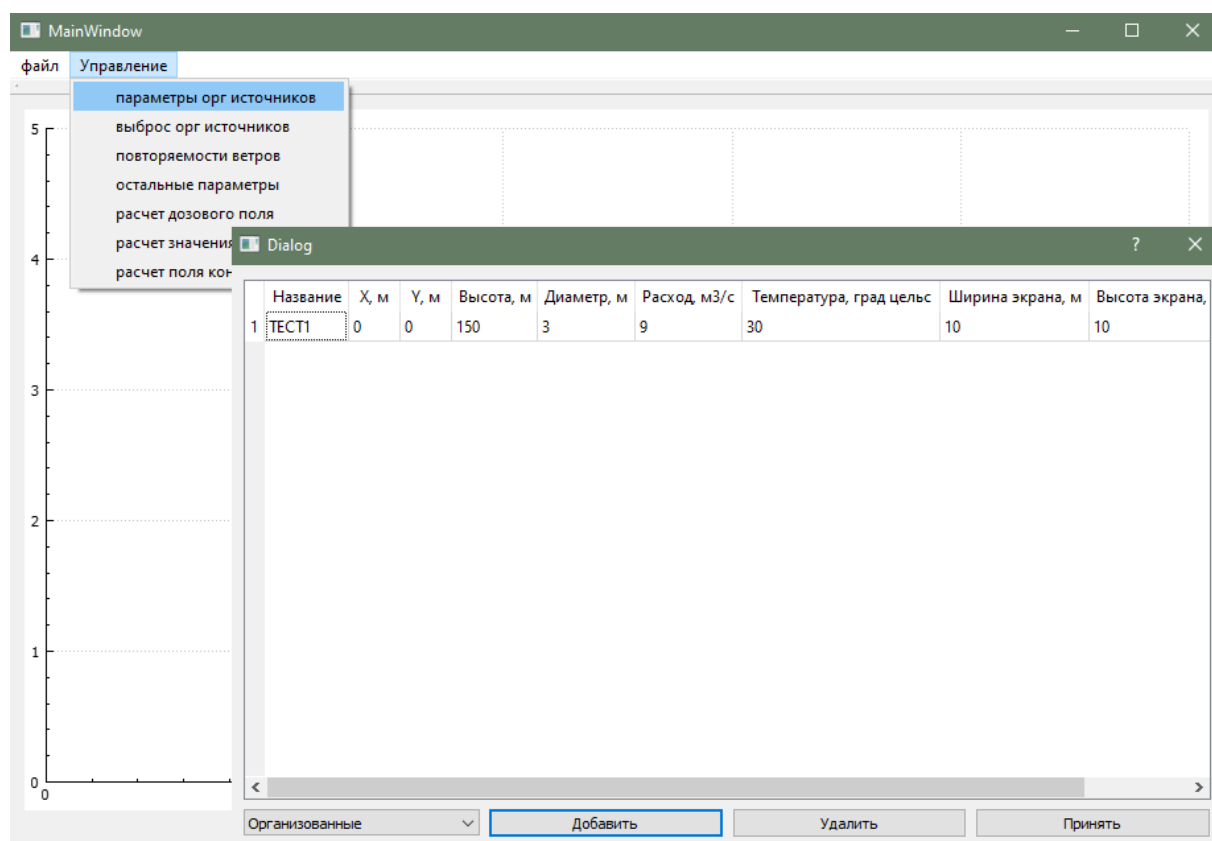 MainWindow
файл Управление
параметры орг источников
выброс орг источников
повторяемости ветров
остальные параметры
расчет дозового поля
расчет значения
расчет поля кон
5
4
3
2
1
0
0
Dialog
?
Название X, м Y, м Высота, м Диаметр, м Расход, м3/с Температура, град цельс Ширина экрана, м Высота экрана,
1 ТЕСТ1 0 0 150 3 9 30 10 10
Организованные Добавить Удалить Принять